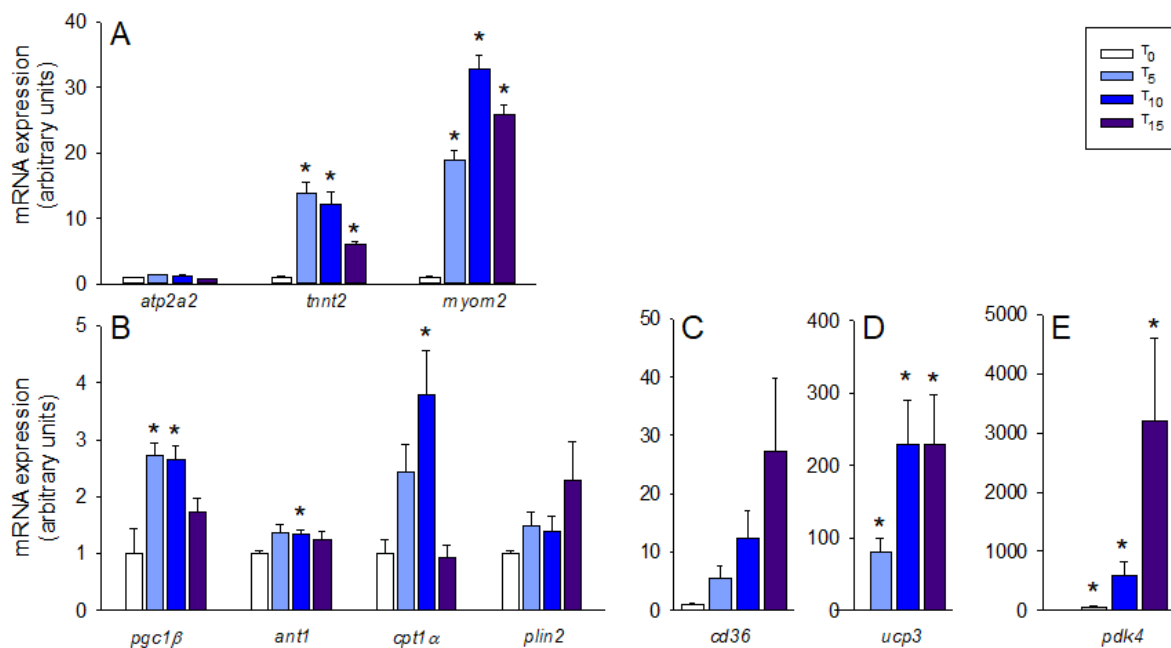 A
mRNA expression
(arbitrary units)
40
30
20
10
0
* * *
* * *
atp2a2 tnnt2 myom2
T0
T5
T10
T15
B
mRNA expression
(arbitrary units)
5
4
3
2
1
0
* *
*
*
pgc1β ant1 cpt1α plin2
C
50
40
30
20
10
0
cd36
D
400
300
200
100
0
* * *
ucp3
E
5000
4000
3000
2000
1000
0
* * *
pdk4